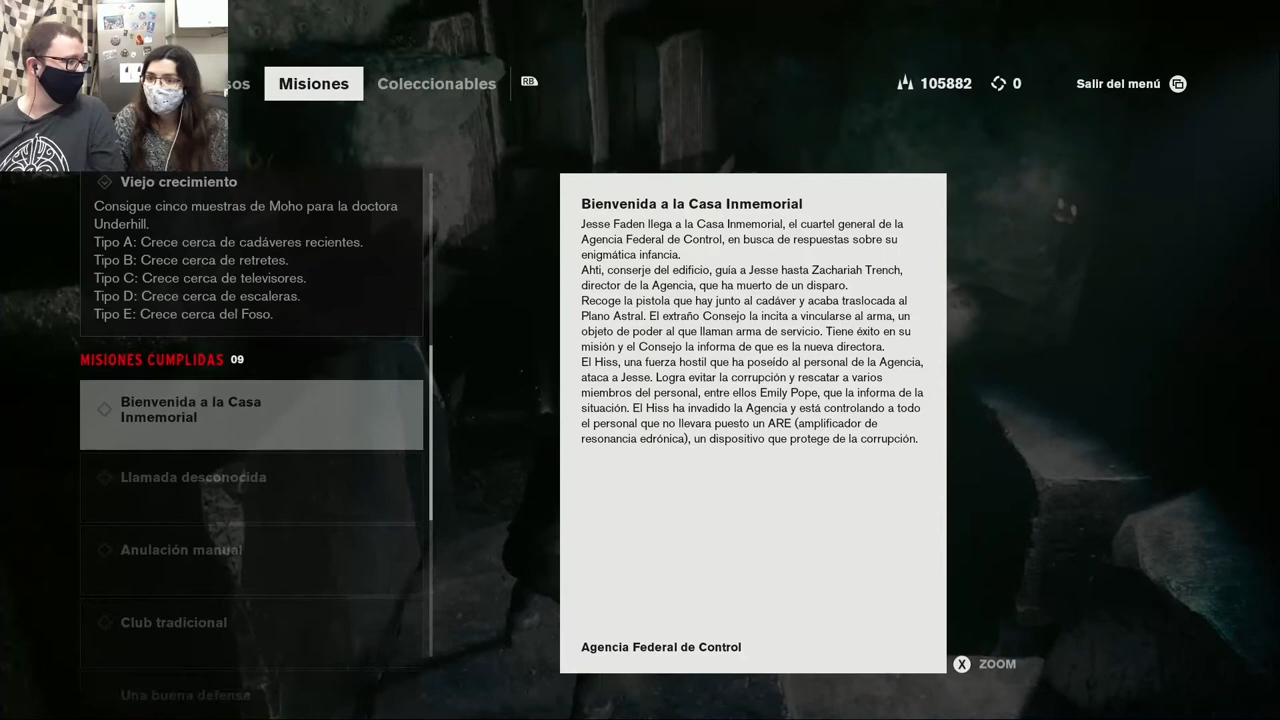 sos
Misiones
Coleccionables
RB
105882
0
Salir del menú
Viejo crecimiento
Consigue cinco muestras de Moho para la doctora
Underhill.
Tipo A: Crece cerca de cadáveres recientes.
Tipo B: Crece cerca de retretes.
Tipo C: Crece cerca de televisores.
Tipo D: Crece cerca de escaleras.
Tipo E: Crece cerca del Foso.
MISIONES CUMPLIDAS 09
Bienvenida a la Casa
Inmemorial
Llamada desconocida
Anulación manual
Club tradicional
Una buena defensa
Bienvenida a la Casa Inmemorial
Jesse Faden llega a la Casa Inmemorial, el cuartel general de la
Agencia Federal de Control, en busca de respuestas sobre su
enigmática infancia.
Ahti, conserje del edificio, guía a Jesse hasta Zachariah Trench,
director de la Agencia, que ha muerto de un disparo.
Recoge la pistola que hay junto al cadáver y acaba traslocada al
Plano Astral. El extraño Consejo la incita a vincularse al arma, un
objeto de poder al que llaman arma de servicio. Tiene éxito en su
misión y el Consejo la informa de que es la nueva directora.
El Hiss, una fuerza hostil que ha poseído al personal de la Agencia,
ataca a Jesse. Logra evitar la corrupción y rescatar a varios
miembros del personal, entre ellos Emily Pope, que la informa de la
situación. El Hiss ha invadido la Agencia y está controlando a todo
el personal que no llevara puesto un ARE (amplificador de
resonancia edrónica), un dispositivo que protege de la corrupción.
Agencia Federal de Control
X ZOOM